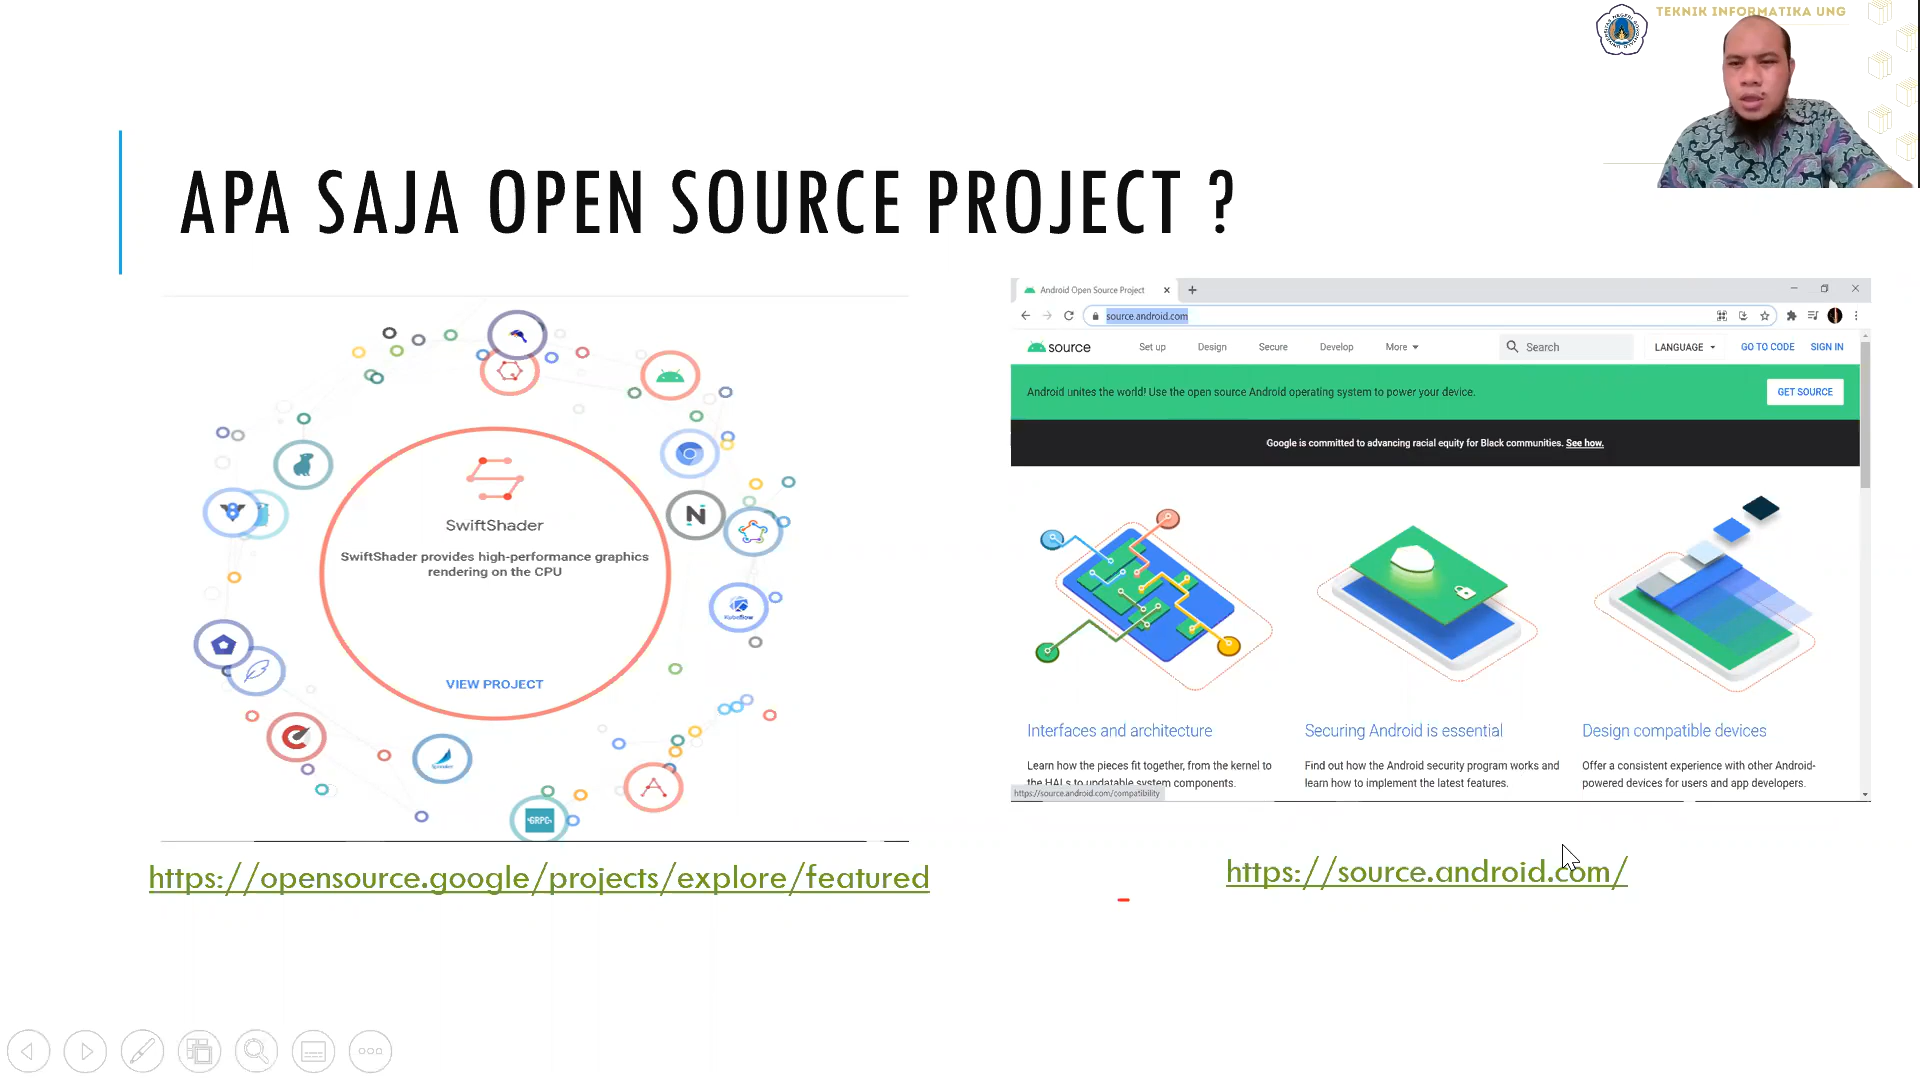 TEKNIK INFORMATIKA UNG
APA SAJA OPEN SOURCE PROJECT ?
SwiftShader
SwiftShader provides high-performance graphics
rendering on the CPU
VIEW PROJECT
N
GRPC
https://opensource.google/projects/explore/featured
Android Open Source Project
source.android.com
source
Set up
Design
Secure
Develop
More
Search
LANGUAGE
GO TO CODE
SIGN IN
Android unites the world! Use the open source Android operating system to power your device.
GET SOURCE
Google is committed to advancing racial equity for Black communities. See how.
Interfaces and architecture
Learn how the pieces fit together, from the kernel to
the HALs to updatable system components.
Securing Android is essential
Find out how the Android security program works and
learn how to implement the latest features.
Design compatible devices
Offer a consistent experience with other Android-
powered devices for users and app developers.
https://source.android.com/compatibility
https://source.android.com/